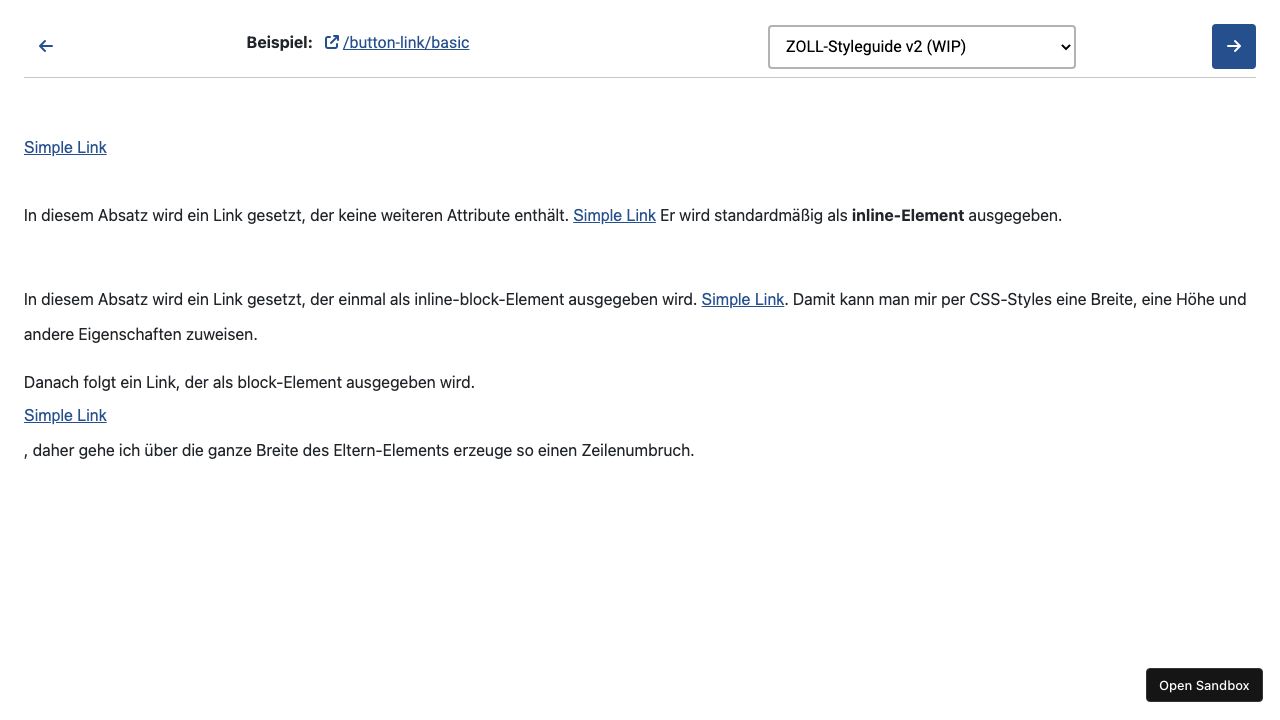 Beispiel: /button-link/basic
ZOLL-Styleguide v2 (WIP)
Simple Link
In diesem Absatz wird ein Link gesetzt, der keine weiteren Attribute enthält. Simple Link Er wird standardmäßig als inline-Element ausgegeben.
In diesem Absatz wird ein Link gesetzt, der einmal als inline-block-Element ausgegeben wird. Simple Link. Damit kann man mir per CSS-Styles eine Breite, eine Höhe und
andere Eigenschaften zuweisen.
Danach folgt ein Link, der als block-Element ausgegeben wird.
Simple Link
, daher gehe ich über die ganze Breite des Eltern-Elements erzeuge so einen Zeilenumbruch.
Open Sandbox